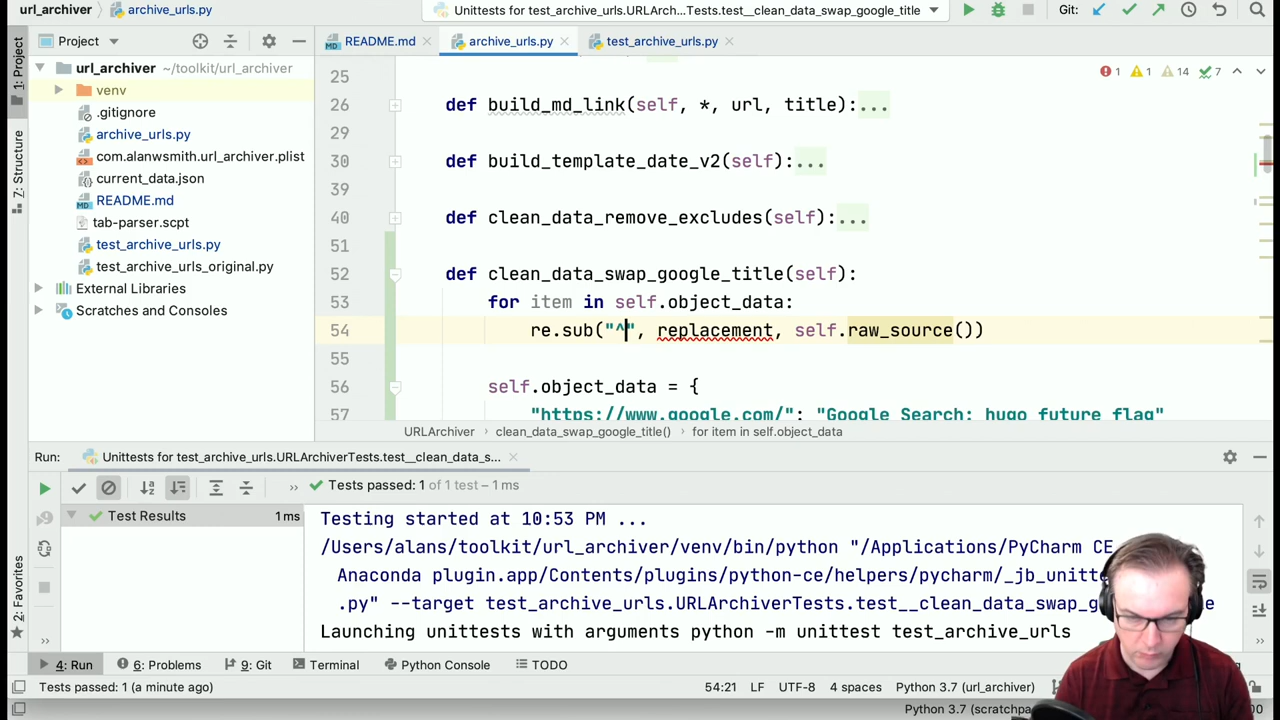 url_archiver archive_urls.py Unittests for test_archive_urls.URLArc...Tests.test__clean_data_swap_google_title Git:
1: Project
Project
README.md archive_urls.py test_archive_urls.py
url_archiver ~/toolkit/url_archiver
venv
.gitignore
archive_urls.py
com.alanwsmith.url_archiver.plist
current_data.json
README.md
tab-parser.scpt
test_archive_urls.py
test_archive_urls_original.py
External Libraries
Scratches and Consoles
7: Structure
1 1 14 7
25
26 def build_md_link(self, *, url, title):...
29
30 def build_template_date_v2(self):...
39
40 def clean_data_remove_excludes(self):...
51
52 def clean_data_swap_google_title(self):
53 for item in self.object_data:
54 re.sub("^", replacement, self.raw_source())
55
56 self.object_data = {
57 "https://www.google.com/": "Google Search: hugo future flag"
URLArchiver clean_data_swap_google_title() for item in self.object_data
Run: Unittests for test_archive_urls.URLArchiverTests.test__clean_data_s...
Tests passed: 1 of 1 test – 1 ms
Test Results 1 ms
Testing started at 10:53 PM ...
/Users/alans/toolkit/url_archiver/venv/bin/python "/Applications/PyCharm CE
Anaconda plugin.app/Contents/plugins/python-ce/helpers/pycharm/_jb_unitte
.py" --target test_archive_urls.URLArchiverTests.test__clean_data_swap_g
Launching unittests with arguments python -m unittest test_archive_urls
2: Favorites
4: Run 6: Problems 9: Git Terminal Python Console TODO
Tests passed: 1 (a minute ago) 54:21 LF UTF-8 4 spaces Python 3.7 (url_archiver)